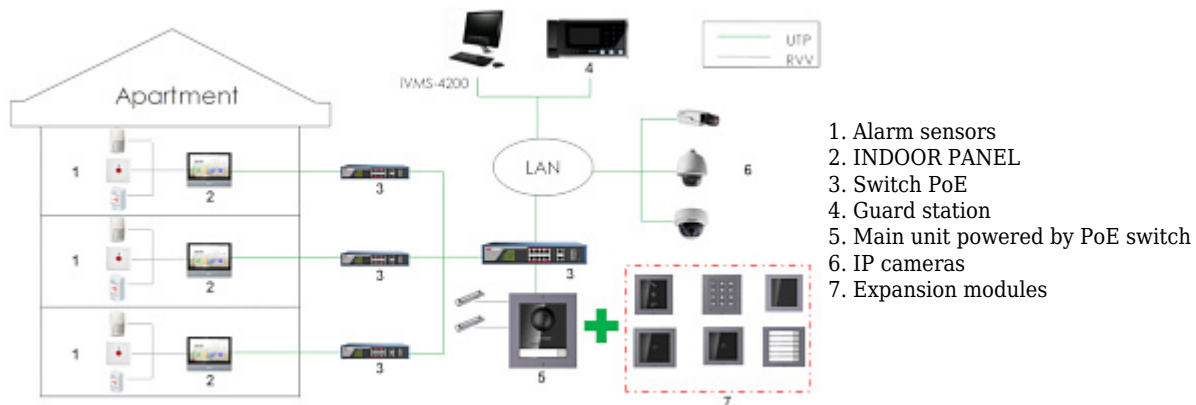 4
IVMS-4200
UTP
RVV
Apartment
LAN
1
2
3
6
1
2
3
3
1
2
3
5
7
1. Alarm sensors
2. INDOOR PANEL
3. Switch PoE
4. Guard station
5. Main unit powered by PoE switch
6. IP cameras
7. Expansion modules